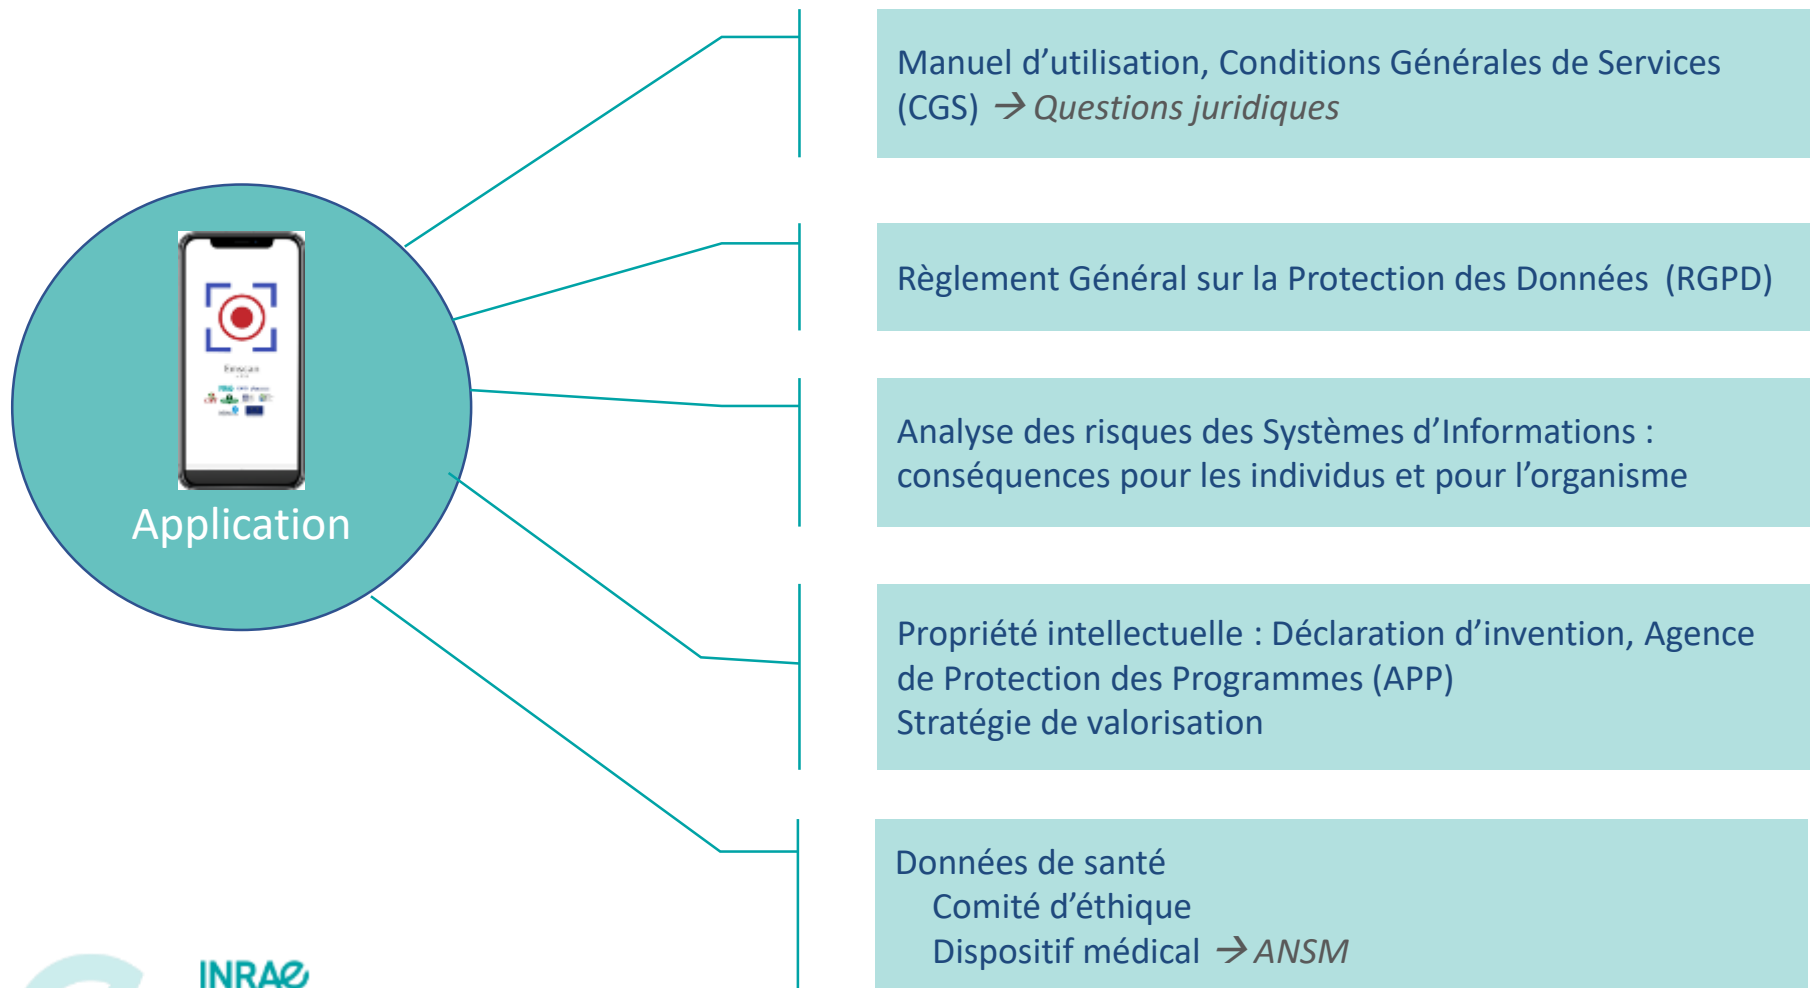 Manuel d’utilisation, Conditions Générales de Services
(CGS) → Questions juridiques
Règlement Général sur la Protection des Données (RGPD)
Analyse des risques des Systèmes d’Informations :
conséquences pour les individus et pour l’organisme
Application
Propriété intellectuelle : Déclaration d’invention, Agence
de Protection des Programmes (APP)
Stratégie de valorisation
Données de santé
Comité d’éthique
Dispositif médical → ANSM
INRAE